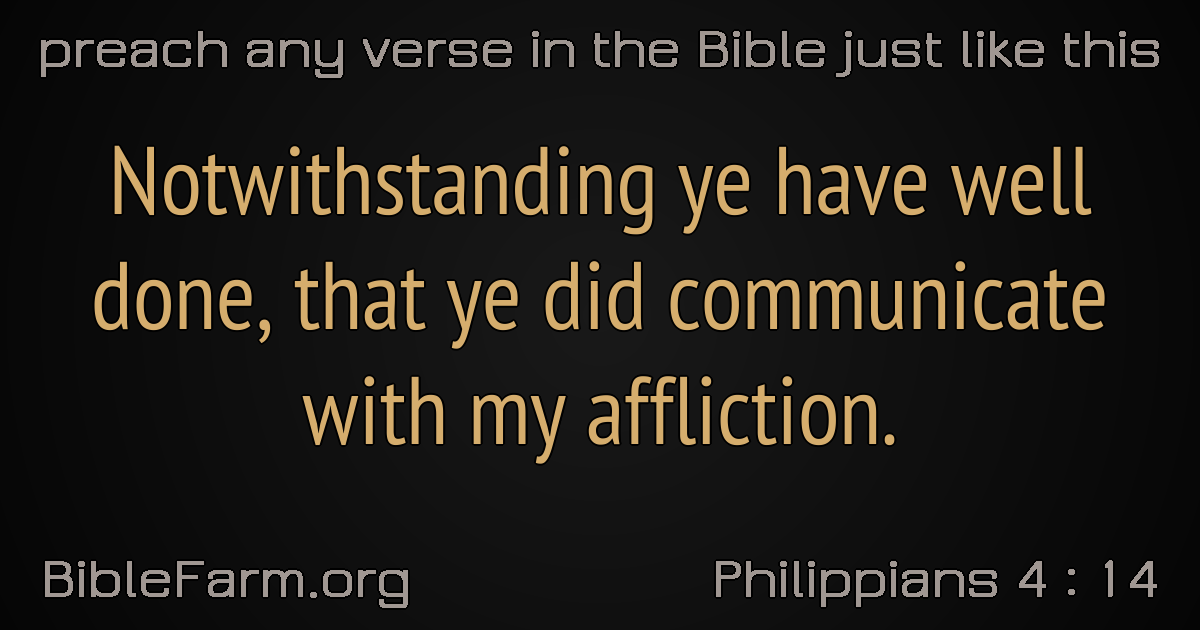 preach any verse in the Bible just like this
Notwithstanding ye have well
done, that ye did communicate
with my affliction.
BibleFarm.org
Philippians 4 : 14